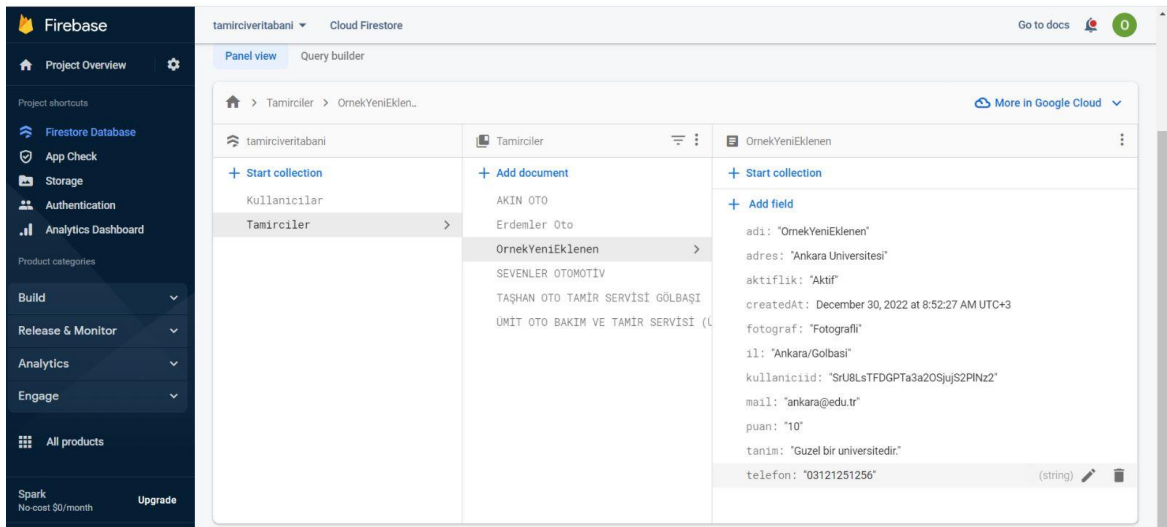 Firebase
Project Overview
Project shortcuts
Firestore Database
App Check
Storage
Authentication
Analytics Dashboard
Product categories
Build
Release & Monitor
Analytics
Engage
All products
Spark
No-cost $0/month
Upgrade
tamirciveritabani
Cloud Firestore
Go to docs
O
Panel view
Query builder
Tamirciler > OrnekYeniEklen...
More in Google Cloud
tamirciveritabani
Start collection
Kullanicilar
Tamirciler
Tamirciler
Add document
AKIN OTO
Erdemler Oto
OrnekYeniEklenen
SEVENLER OTOMOTİV
TAŞHAN OTO TAMİR SERVİSİ GÖLBAŞI
ÜMİT OTO BAKIM VE TAMİR SERVİSİ (Ü
OrnekYeniEklenen
Start collection
Add field
adi: "OrnekYeniEklenen"
adres: "Ankara Universitesi"
aktiflik: "Aktif"
createdAt: December 30, 2022 at 8:52:27 AM UTC+3
fotograf: "Fotografli"
il: "Ankara/Golbasi"
kullaniciid: "SrU8LsTFDGPTa3a2OSjujS2PlNz2"
mail: "ankara@edu.tr"
puan: "10"
tanim: "Guzel bir universitedir."
telefon: "03121251256"
(string)